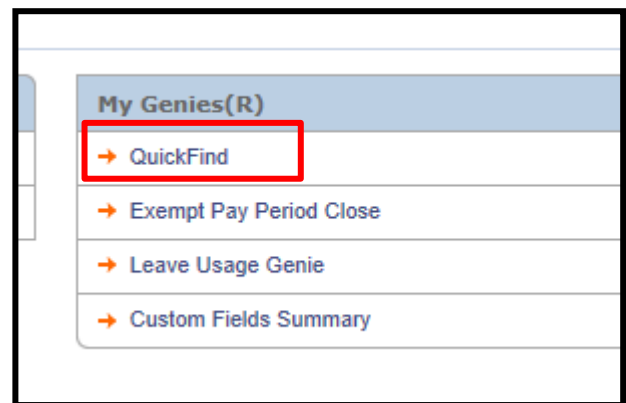 My Genies(R)
QuickFind
Exempt Pay Period Close
Leave Usage Genie
Custom Fields Summary